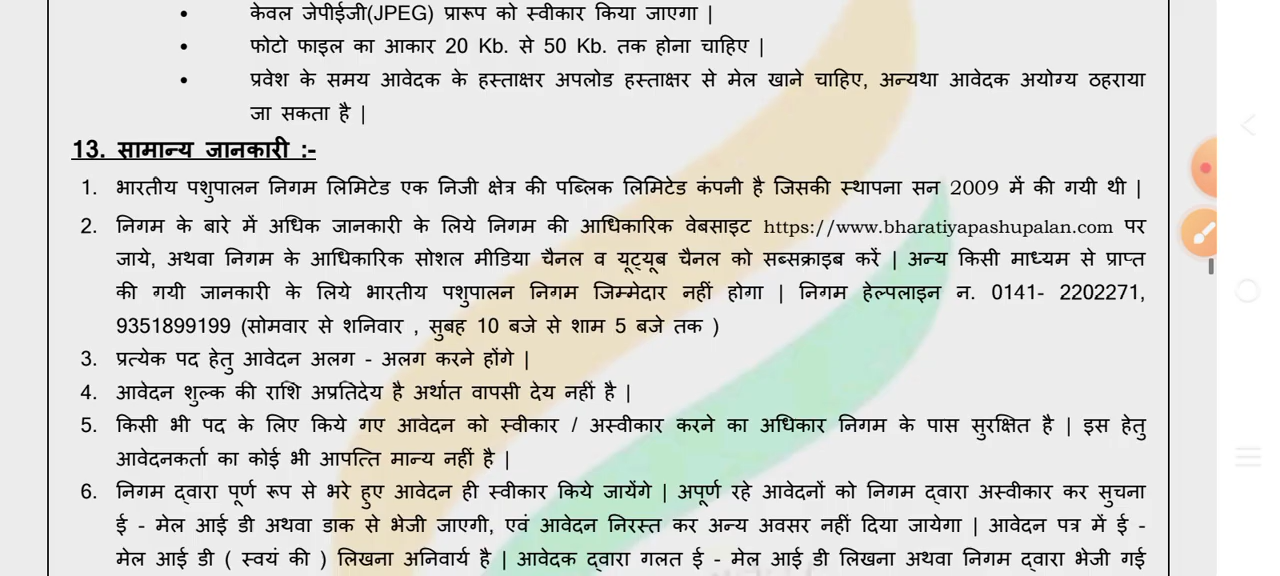 • केवल जेपीईजी(JPEG) प्रारूप को स्वीकार किया जाएगा |
• फोटो फाइल का आकार 20 Kb. से 50 Kb. तक होना चाहिए |
• प्रवेश के समय आवेदक के हस्ताक्षर अपलोड हस्ताक्षर से मेल खाने चाहिए, अन्यथा आवेदक अयोग्य ठहराया
जा सकता है |
13. सामान्य जानकारी :-
1. भारतीय पशुपालन निगम लिमिटेड एक निजी क्षेत्र की पब्लिक लिमिटेड कंपनी है जिसकी स्थापना सन 2009 में की गयी थी |
2. निगम के बारे में अधिक जानकारी के लिये निगम की आधिकारिक वेबसाइट https://www.bharatiyapashupalan.com पर
जाये, अथवा निगम के आधिकारिक सोशल मीडिया चैनल व यूट्यूब चैनल को सब्सक्राइब करें | अन्य किसी माध्यम से प्राप्त
की गयी जानकारी के लिये भारतीय पशुपालन निगम जिम्मेदार नहीं होगा | निगम हेल्पलाइन न. 0141- 2202271,
9351899199 (सोमवार से शनिवार , सुबह 10 बजे से शाम 5 बजे तक )
3. प्रत्येक पद हेतु आवेदन अलग - अलग करने होंगे |
4. आवेदन शुल्क की राशि अप्रतिदेय है अर्थात वापसी देय नहीं है |
5. किसी भी पद के लिए किये गए आवेदन को स्वीकार / अस्वीकार करने का अधिकार निगम के पास सुरक्षित है | इस हेतु
आवेदनकर्ता का कोई भी आपत्ति मान्य नहीं है |
6. निगम द्वारा पूर्ण रूप से भरे हुए आवेदन ही स्वीकार किये जायेंगे | अपूर्ण रहे आवेदनों को निगम द्वारा अस्वीकार कर सुचना
ई - मेल आई डी अथवा डाक से भेजी जाएगी, एवं आवेदन निरस्त कर अन्य अवसर नहीं दिया जायेगा | आवेदन पत्र में ई -
मेल आई डी ( स्वयं की ) लिखना अनिवार्य है | आवेदक द्वारा गलत ई - मेल आई डी लिखना अथवा निगम द्वारा भेजी गई